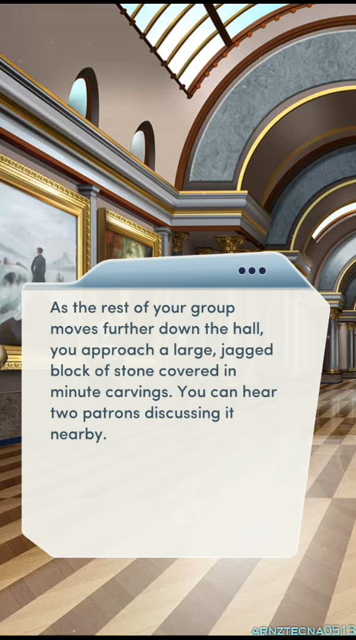 As the rest of your group
moves further down the hall,
you approach a large, jagged
block of stone covered in
minute carvings. You can hear
two patrons discussing it
nearby.
ARNZTECNA0513